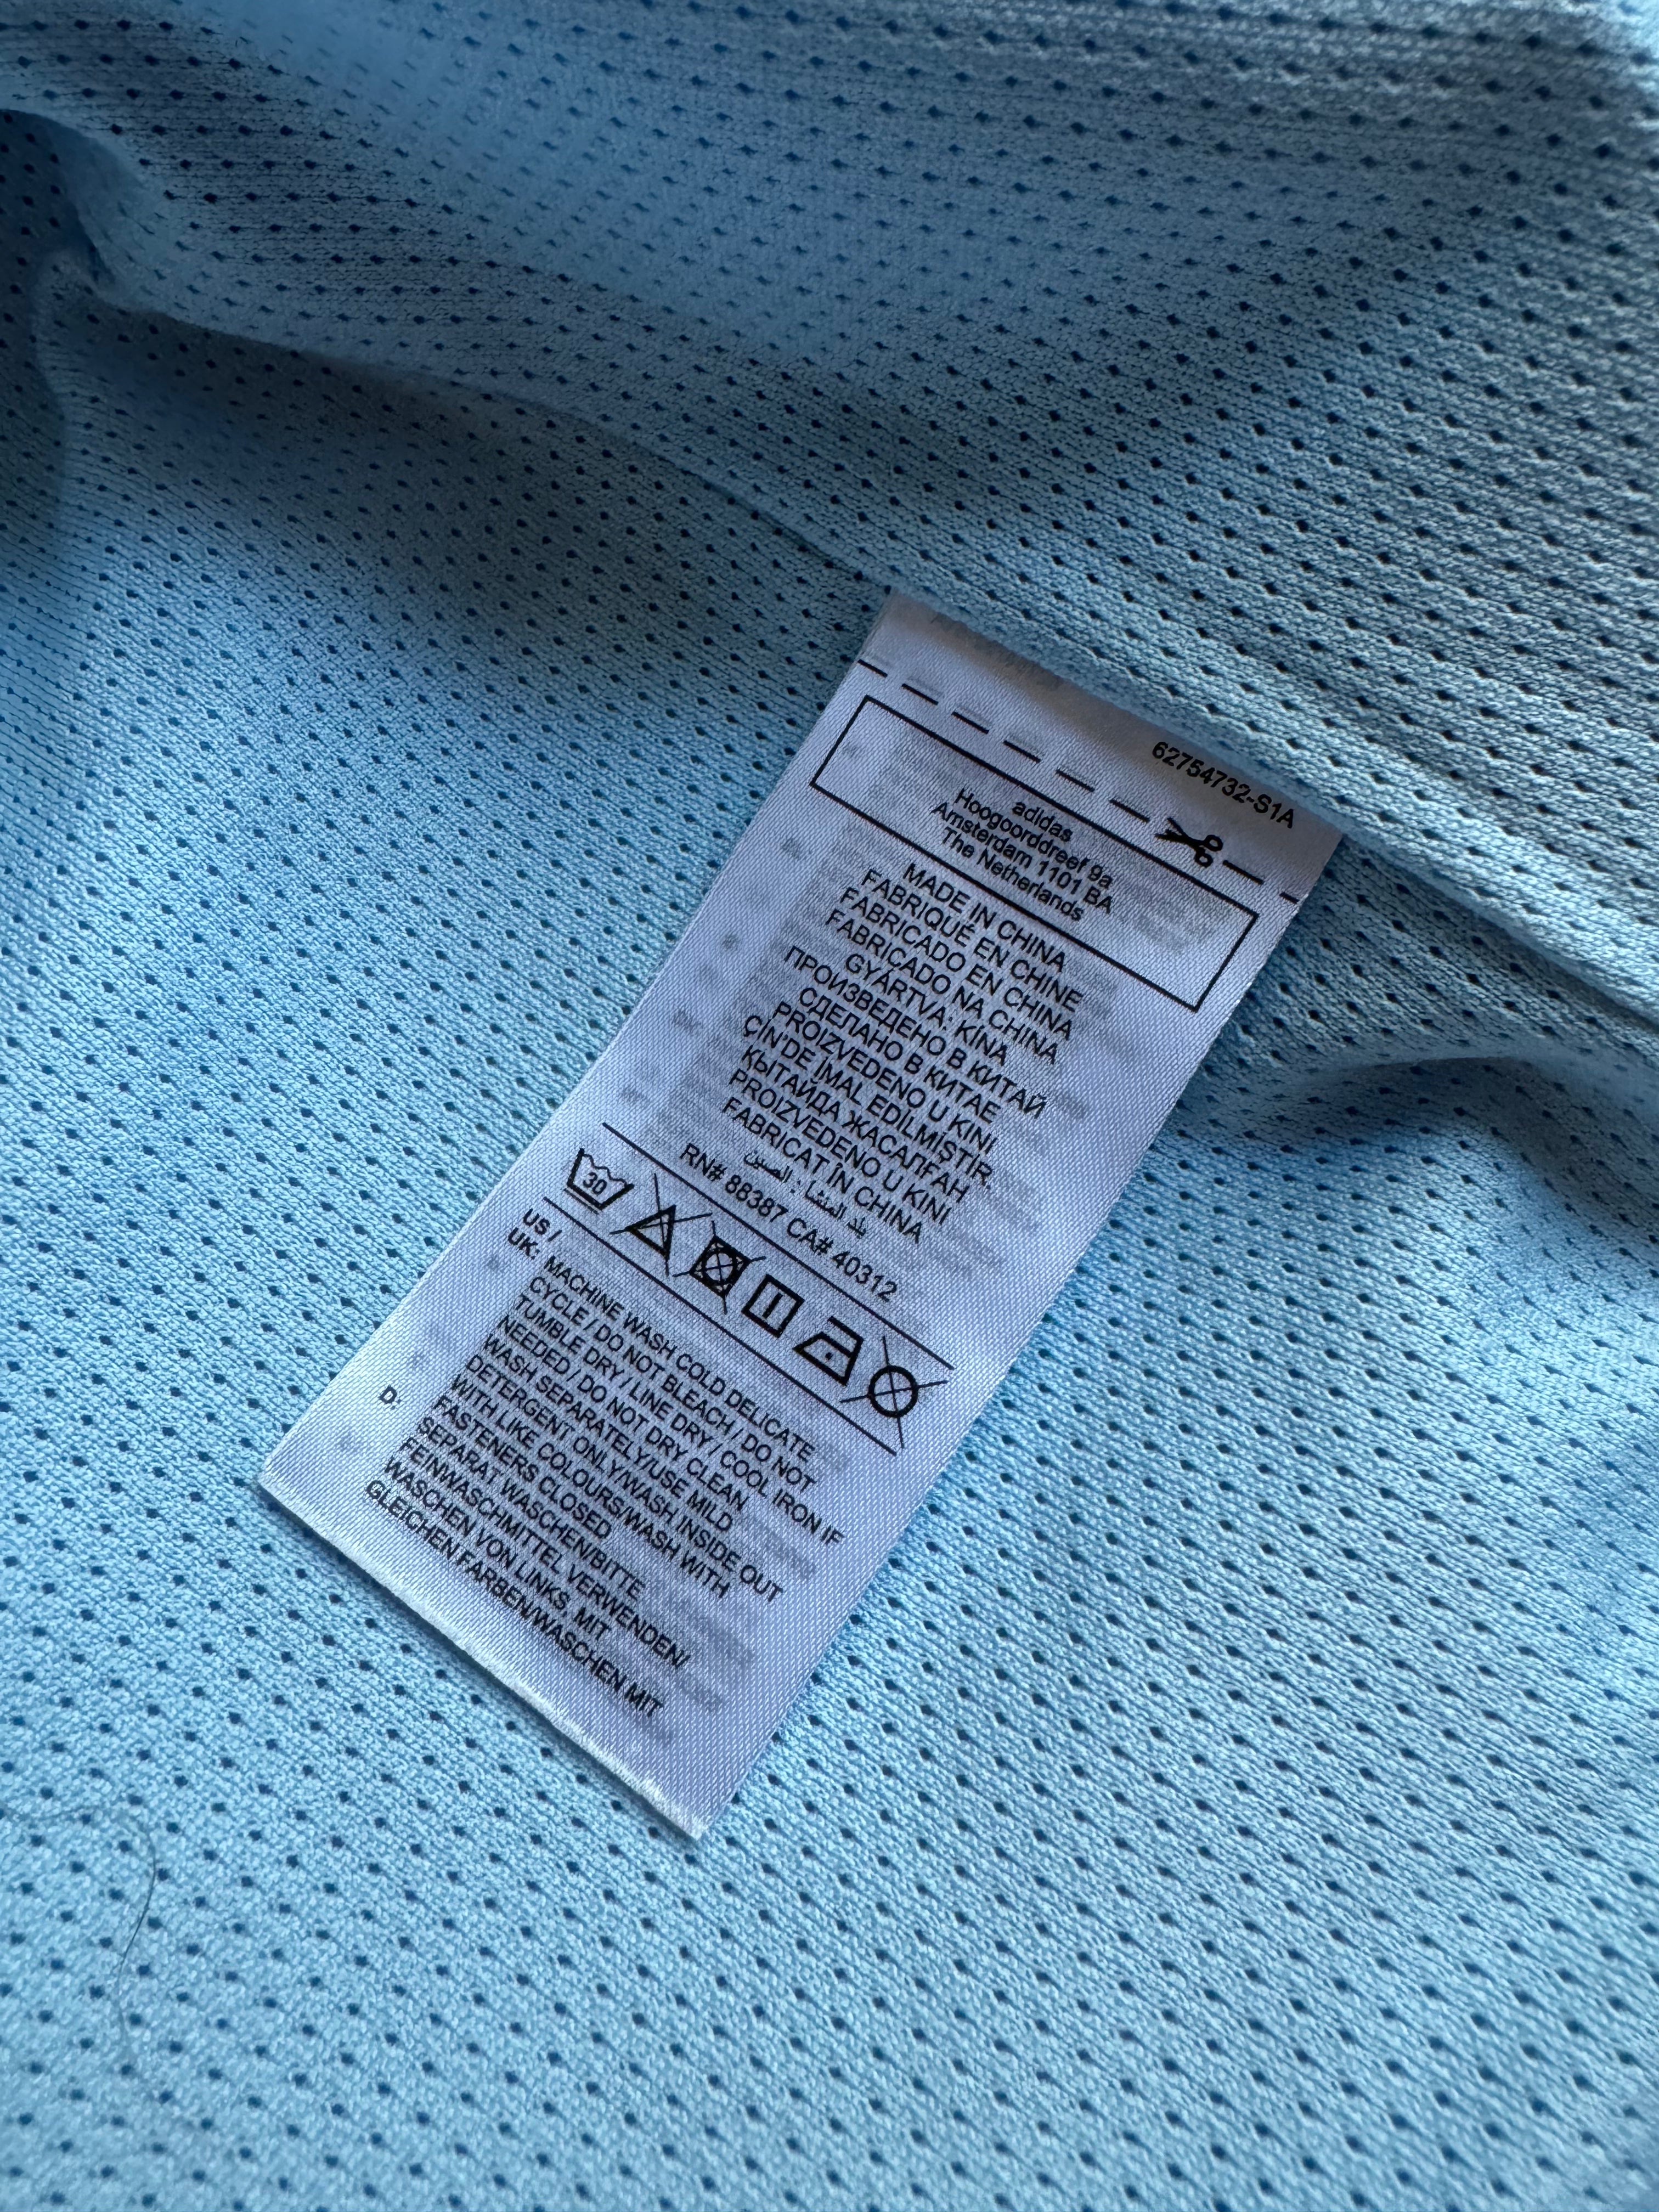 62754732-S1A
adidas
Hoogoorddreef 9a
Amsterdam 1101 BA
The Netherlands
MADE IN CHINA
FABRIQUÉ EN CHINE
FABRICADO EN CHINA
FABRICADO NA CHINA
GYÁRTVA: KÍNA
ПРОИЗВЕДЕНО В КИТАЙ
СДЕЛАНО В КИТАЕ
PROIZVEDENO U KINI
ÇİN'DE İMAL EDİLMİŞTİR
КЫТАЙДА ЖАСАЛҒАН
PROIZVEDENO U KINI
FABRICAT ÎN CHINA
بلد المنشا : الصين
RN# 88387 CA# 40312
30
US /
UK: MACHINE WASH COLD DELICATE
CYCLE / DO NOT BLEACH / DO NOT
TUMBLE DRY / LINE DRY / COOL IRON IF
NEEDED / DO NOT DRY CLEAN
WASH SEPARATELY/USE MILD
DETERGENT ONLY/WASH INSIDE OUT
WITH LIKE COLOURS/WASH WITH
FASTENERS CLOSED
D: SEPARAT WASCHEN/BITTE
FEINWASCHMITTEL VERWENDEN/
WASCHEN VON LINKS, MIT
GLEICHEN FARBEN/WASCHEN MIT